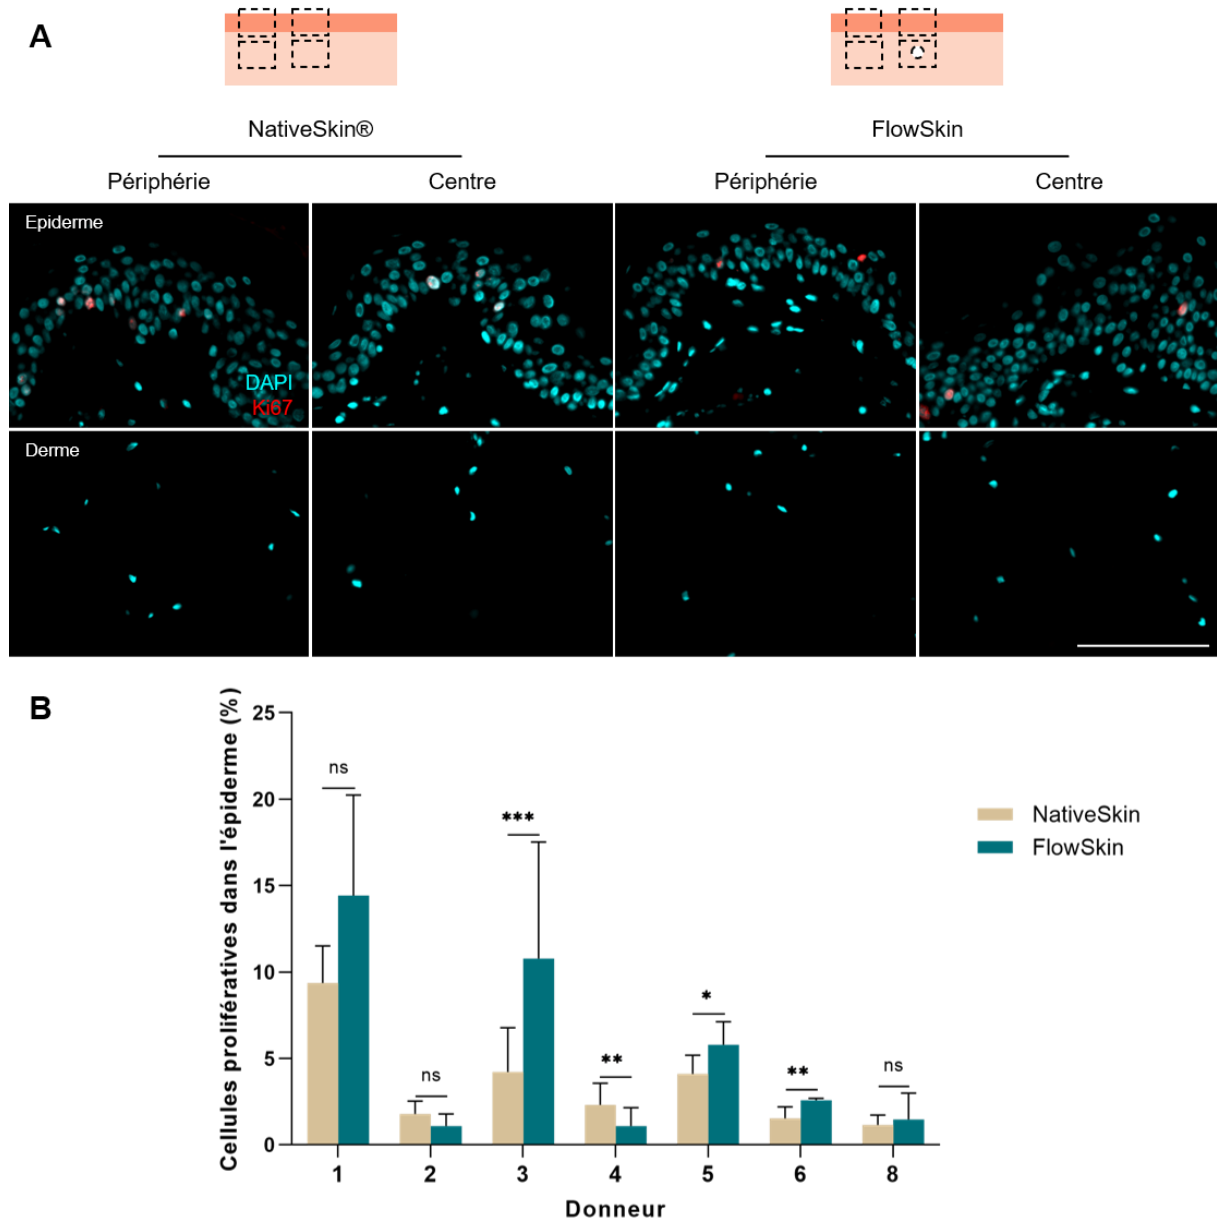 A
NativeSkin®
FlowSkin
Périphérie
Centre
Périphérie
Centre
Epiderme
DAPI
Ki67
Derme
B
Cellules prolifératives dans l'épiderme (%)
25
20
15
10
5
0
ns
ns
***
**
*
**
ns
NativeSkin
FlowSkin
1 2 3 4 5 6 8
Donneur